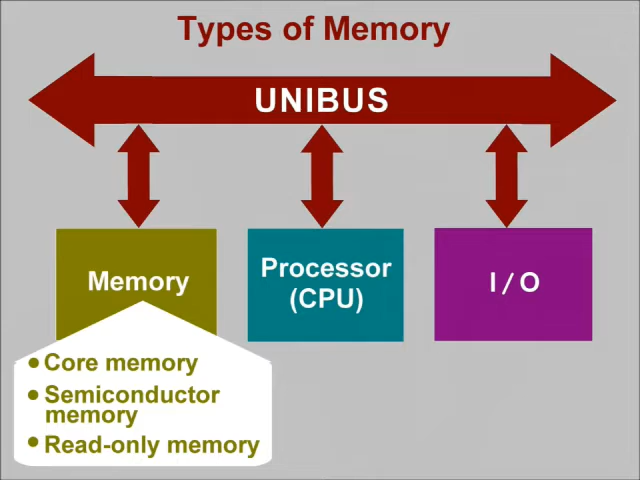 Types of Memory
UNIBUS
Memory
Processor
(CPU)
I/O
• Core memory
• Semiconductor
memory
• Read-only memory